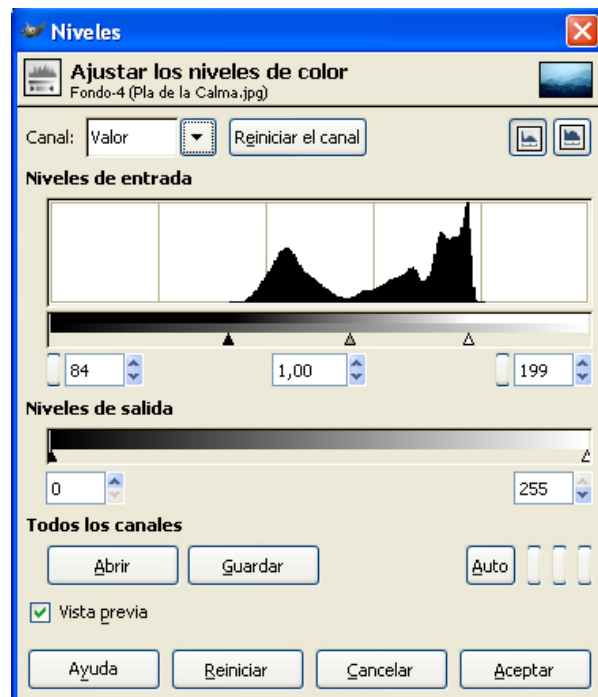 Niveles
Ajustar los niveles de color
Fondo-4 (Pla de la Calma.jpg)
Canal: Valor Reiniciar el canal
Niveles de entrada
84 1,00 199
Niveles de salida
0 255
Todos los canales
Abrir Guardar Auto
Vista previa
Ayuda Reiniciar Cancelar Aceptar